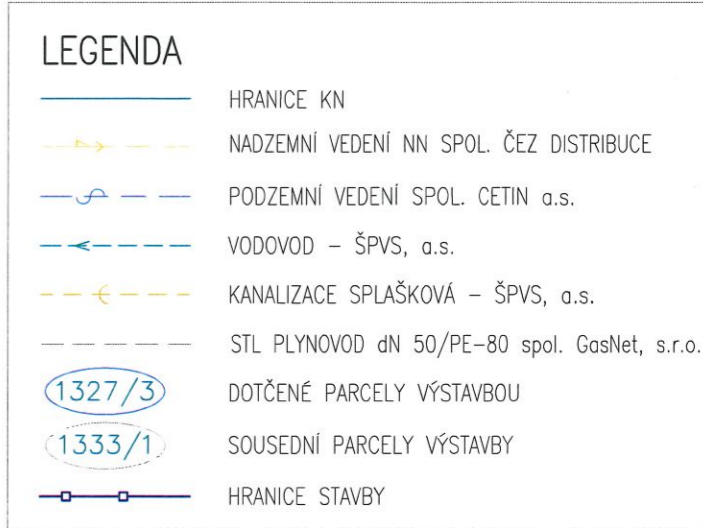 LEGENDA
HRANICE KN
NADZEMNÍ VEDENÍ NN SPOL. ČEZ DISTRIBUCE
PODZEMNÍ VEDENÍ SPOL. CETIN a.s.
VODOVOD – ŠPVS, a.s.
KANALIZACE SPLAŠKOVÁ – ŠPVS, a.s.
STL PLYNOVOD dN 50/PE-80 spol. GasNet, s.r.o.
1327/3 DOTČENÉ PARCELY VÝSTAVBOU
1333/1 SOUSEDNÍ PARCELY VÝSTAVBY
HRANICE STAVBY